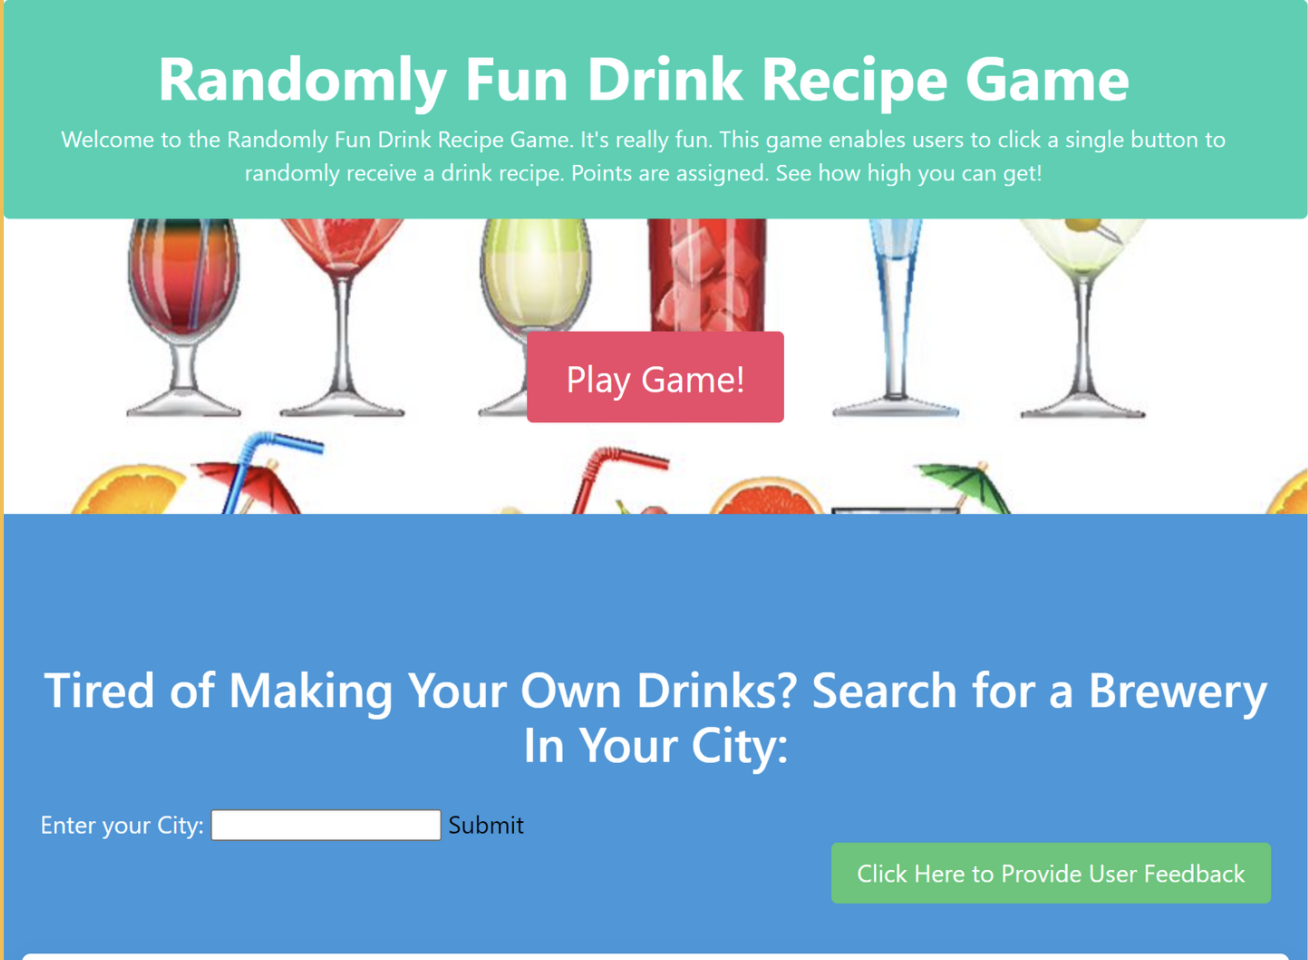 Randomly Fun Drink Recipe Game
Welcome to the Randomly Fun Drink Recipe Game. It's really fun. This game enables users to click a single button to
randomly receive a drink recipe. Points are assigned. See how high you can get!
Play Game!
Tired of Making Your Own Drinks? Search for a Brewery
In Your City:
Enter your City: Submit
Click Here to Provide User Feedback